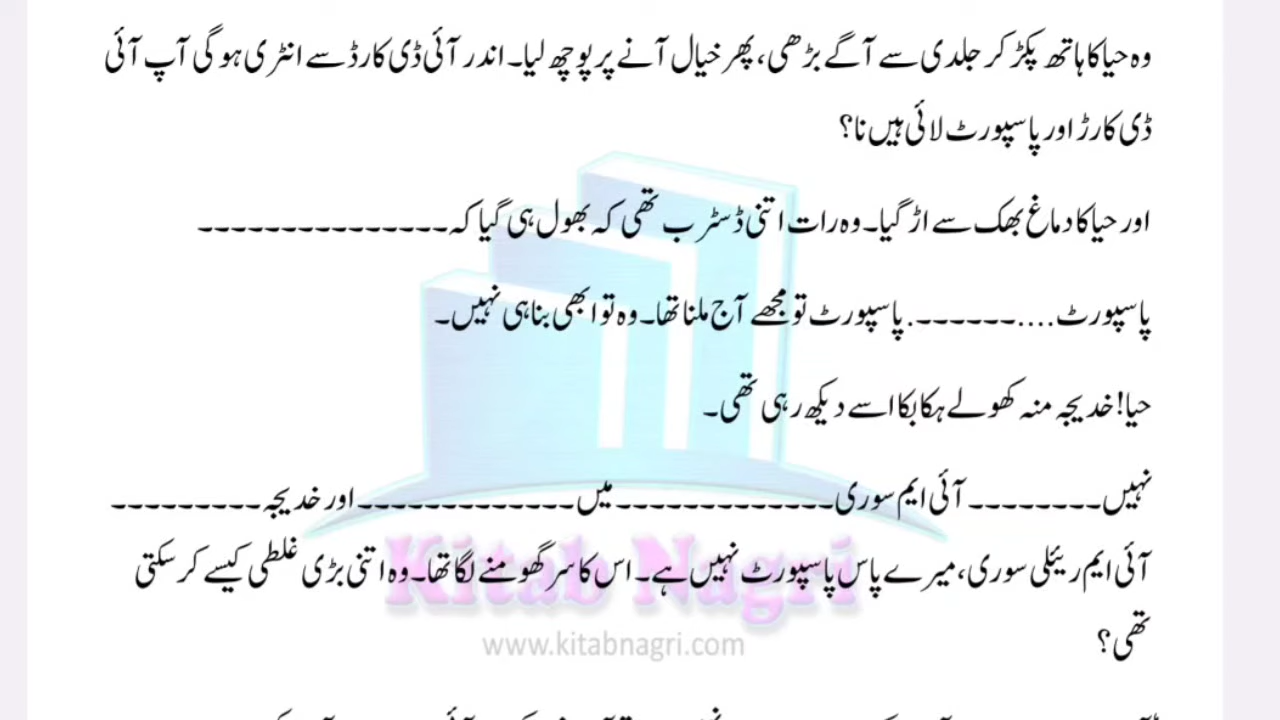 وہ حیا کا ہاتھ پکڑ کر جلدی سے آگے بڑھی، پھر خیال آنے پر پوچھ لیا۔ اندر آئی ڈی کارڈ سے انٹری ہوگی آپ آئی
ڈی کارڑ اور پاسپورٹ لائی ہیں نا؟
اور حیا کا دماغ بھک سے اڑ گیا۔ وہ رات اتنی ڈسٹرب تھی کہ بھول ہی گیا کہ۔۔۔۔۔۔۔۔۔۔۔۔۔۔۔
پاسپورٹ....۔۔۔۔۔۔.پاسپورٹ تو مجھے آج ملنا تھا۔ وہ تو ابھی بنا ہی نہیں۔
حیا! خدیجہ منہ کھولے ہکا بکا اسے دیکھ رہی تھی۔
نہیں۔۔۔۔۔۔۔۔ آئی ایم سوری۔۔۔۔۔۔۔۔۔۔۔۔۔ میں۔۔۔۔۔۔۔۔۔۔۔۔۔ اور خدیجہ۔۔۔۔۔۔۔۔۔
آئی ایم رئیلی سوری، میرے پاس پاسپورٹ نہیں ہے۔ اس کا سر گھومنے لگا تھا۔ وہ اتنی بڑی غلطی کیسے کر سکتی
تھی؟
Kitab Nagri
www.kitabnagri.com